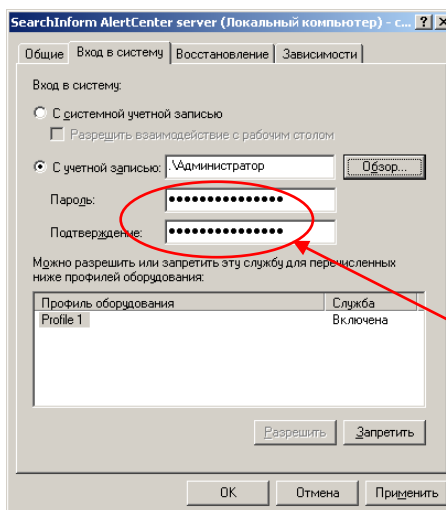 SearchInform AlertCenter server (Локальный компьютер) - с...
Общие Вход в систему Восстановление Зависимости
Вход в систему:
С системной учетной записью
Разрешить взаимодействие с рабочим столом
С учетной записью: .\Администратор Обзор...
Пароль: •••••••••••••••
Подтверждение: •••••••••••••••
Можно разрешить или запретить эту службу для перечисленных
ниже профилей оборудования:
Профиль оборудования Служба
Profile 1 Включена
Разрешить Запретить
OK Отмена Применить